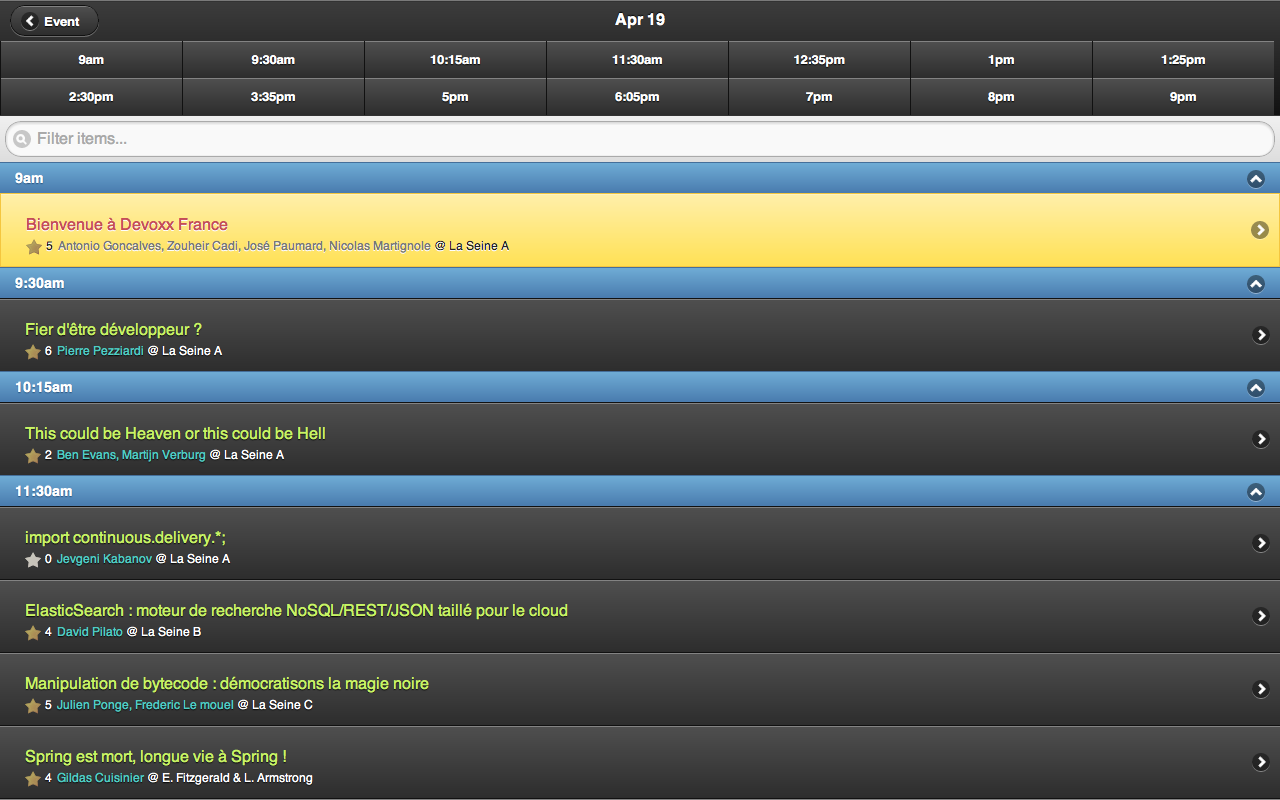 Event
Apr 19
9am 9:30am 10:15am 11:30am 12:35pm 1pm 1:25pm
2:30pm 3:35pm 5pm 6:05pm 7pm 8pm 9pm
Filter items...
9am
Bienvenue à Devoxx France
5 Antonio Goncalves, Zouheir Cadi, José Paumard, Nicolas Martignole @ La Seine A
9:30am
Fier d'être développeur ?
6 Pierre Pezziardi @ La Seine A
10:15am
This could be Heaven or this could be Hell
2 Ben Evans, Martijn Verburg @ La Seine A
11:30am
import continuous.delivery.*;
0 Jevgeni Kabanov @ La Seine A
ElasticSearch : moteur de recherche NoSQL/REST/JSON taillé pour le cloud
4 David Pilato @ La Seine B
Manipulation de bytecode : démocratisons la magie noire
5 Julien Ponge, Frederic Le mouel @ La Seine C
Spring est mort, longue vie à Spring !
4 Gildas Cuisinier @ E. Fitzgerald & L. Armstrong